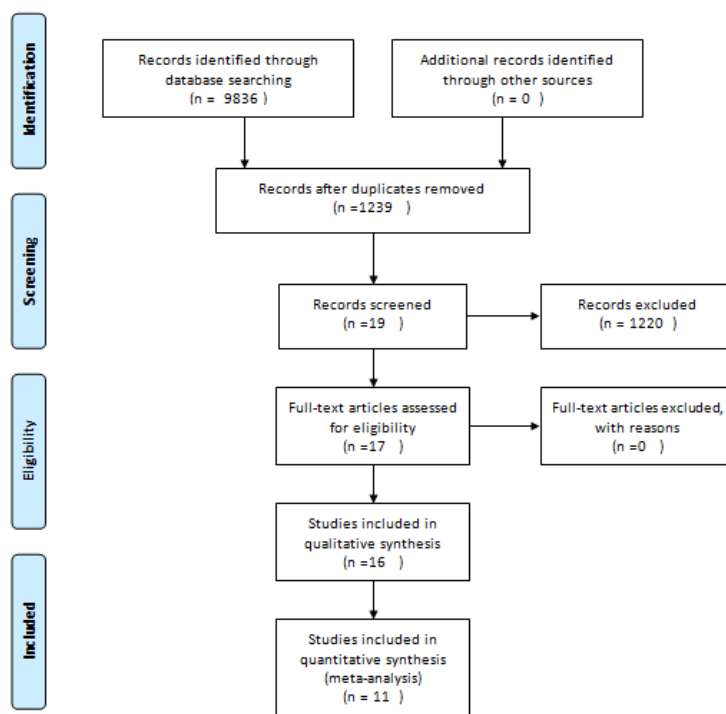 Identification
Records identified through
database searching
(n = 9836 )
Additional records identified
through other sources
(n = 0 )
Records after duplicates removed
(n =1239 )
Screening
Records screened
(n =19 )
Records excluded
(n = 1220 )
Eligibility
Full-text articles assessed
for eligibility
(n =17 )
Full-text articles excluded,
with reasons
(n =0 )
Studies included in
qualitative synthesis
(n =16 )
Included
Studies included in
quantitative synthesis
(meta-analysis)
(n = 11 )